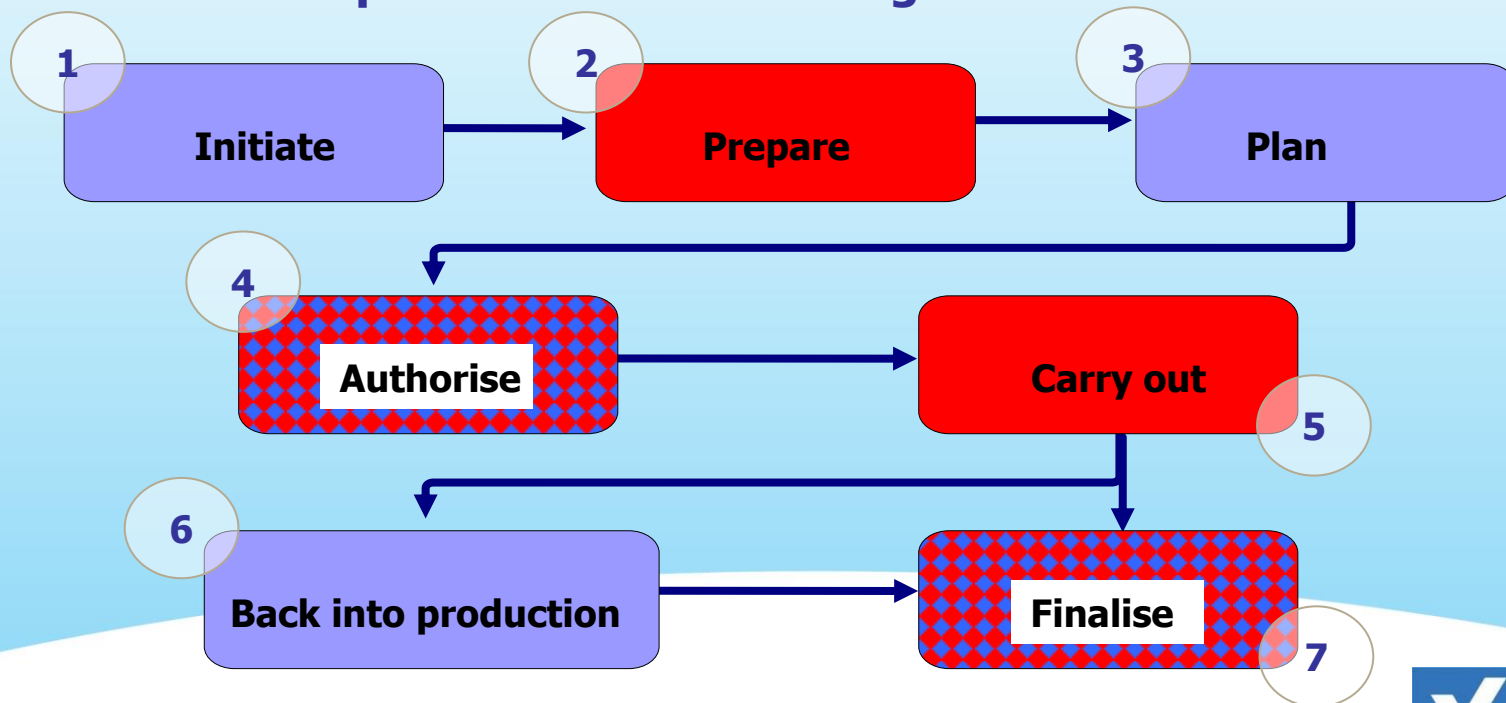 1
Initiate
2
Prepare
3
Plan
4
Authorise
Carry out
5
6
Back into production
Finalise
7